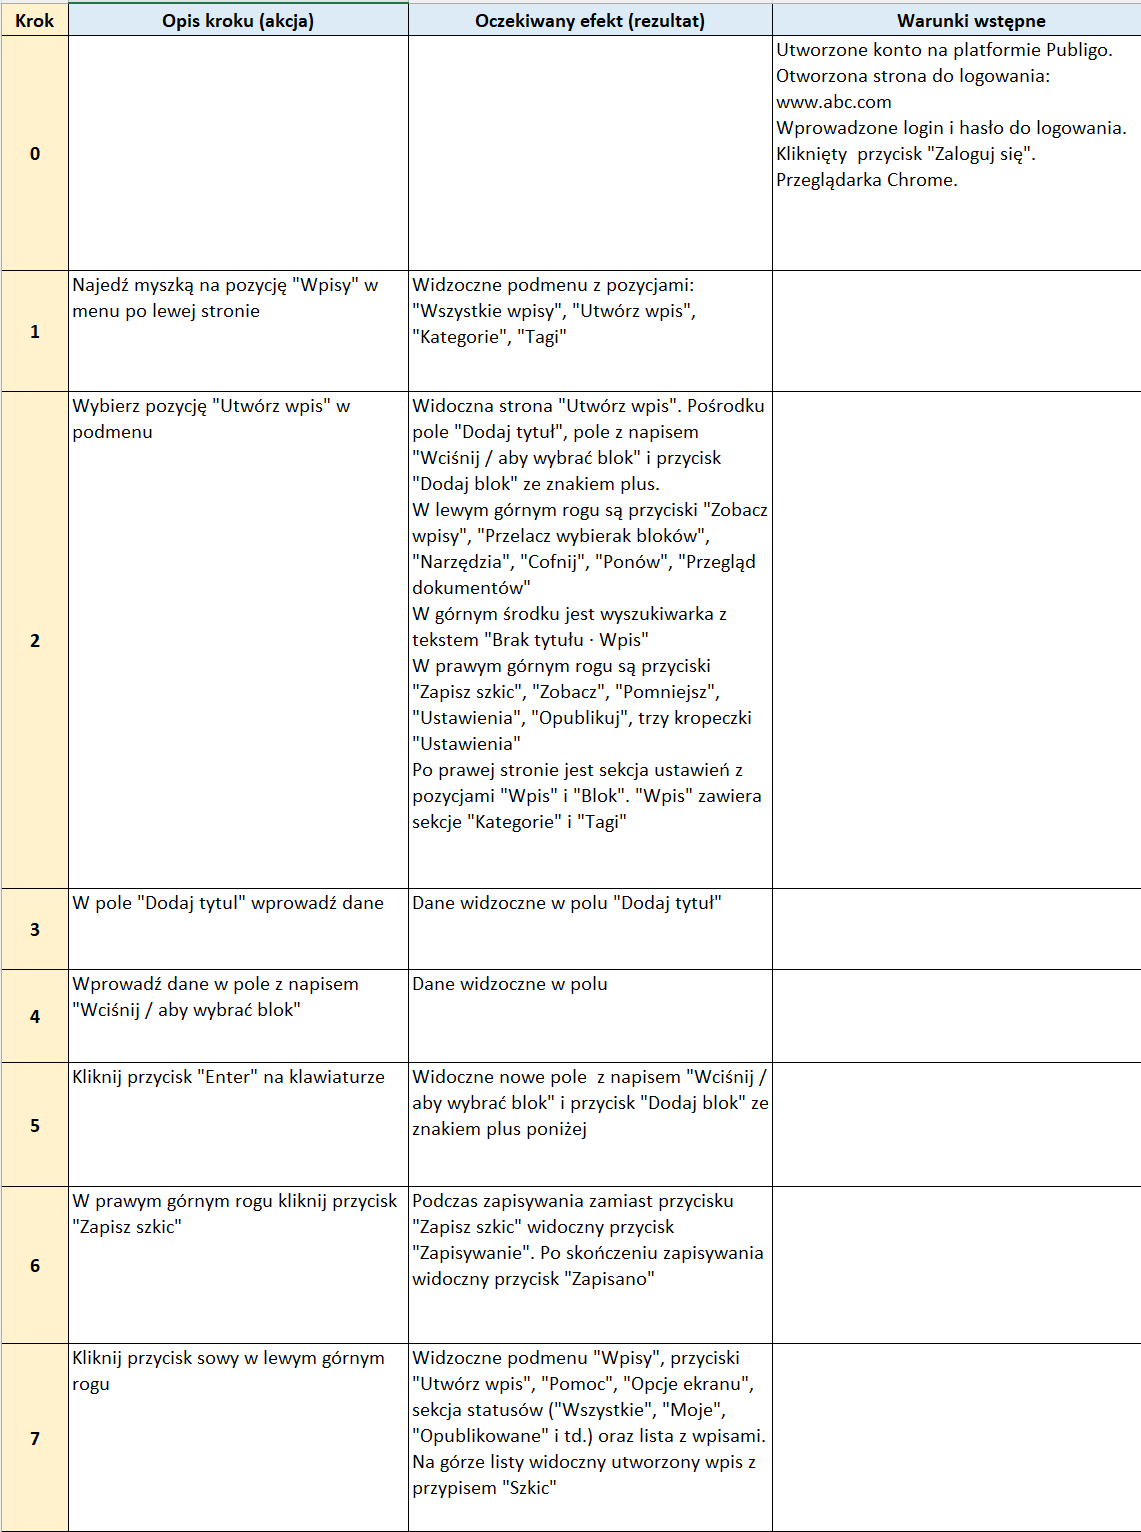 Krok Opis kroku (akcja) Oczekiwany efekt (rezultat) Warunki wstępne
0
Utworzone konto na platformie Publigo.
Otworzona strona do logowania:
www.abc.com
Wprowadzone login i hasło do logowania.
Kliknięty  przycisk "Zaloguj się".
Przeglądarka Chrome.
1
Najedź myszką na pozycję "Wpisy" w
menu po lewej stronie
Widzoczne podmenu z pozycjami:
"Wszystkie wpisy", "Utwórz wpis",
"Kategorie", "Tagi"
2
Wybierz pozycję "Utwórz wpis" w
podmenu
Widoczna strona "Utwórz wpis". Pośrodku
pole "Dodaj tytuł", pole z napisem
"Wciśnij / aby wybrać blok" i przycisk
"Dodaj blok" ze znakiem plus.
W lewym górnym rogu są przyciski "Zobacz
wpisy", "Przelacz wybierak bloków",
"Narzędzia", "Cofnij", "Ponów", "Przegląd
dokumentów"
W górnym środku jest wyszukiwarka z
tekstem "Brak tytułu · Wpis"
W prawym górnym rogu są przyciski
"Zapisz szkic", "Zobacz", "Pomniejsz",
"Ustawienia", "Opublikuj", trzy kropeczki
"Ustawienia"
Po prawej stronie jest sekcja ustawień z
pozycjami "Wpis" i "Blok". "Wpis" zawiera
sekcje "Kategorie" i "Tagi"
3
W pole "Dodaj tytul" wprowadź dane
Dane widzoczne w polu "Dodaj tytuł"
4
Wprowadź dane w pole z napisem
"Wciśnij / aby wybrać blok"
Dane widzoczne w polu
5
Kliknij przycisk "Enter" na klawiaturze
Widoczne nowe pole  z napisem "Wciśnij /
aby wybrać blok" i przycisk "Dodaj blok" ze
znakiem plus poniżej
6
W prawym górnym rogu kliknij przycisk
"Zapisz szkic"
Podczas zapisywania zamiast przycisku
"Zapisz szkic" widoczny przycisk
"Zapisywanie". Po skończeniu zapisywania
widoczny przycisk "Zapisano"
7
Kliknij przycisk sowy w lewym górnym
rogu
Widzoczne podmenu "Wpisy", przyciski
"Utwórz wpis", "Pomoc", "Opcje ekranu",
sekcja statusów ("Wszystkie", "Moje",
"Opublikowane" i td.) oraz lista z wpisami.
Na górze listy widoczny utworzony wpis z
przypisem "Szkic"